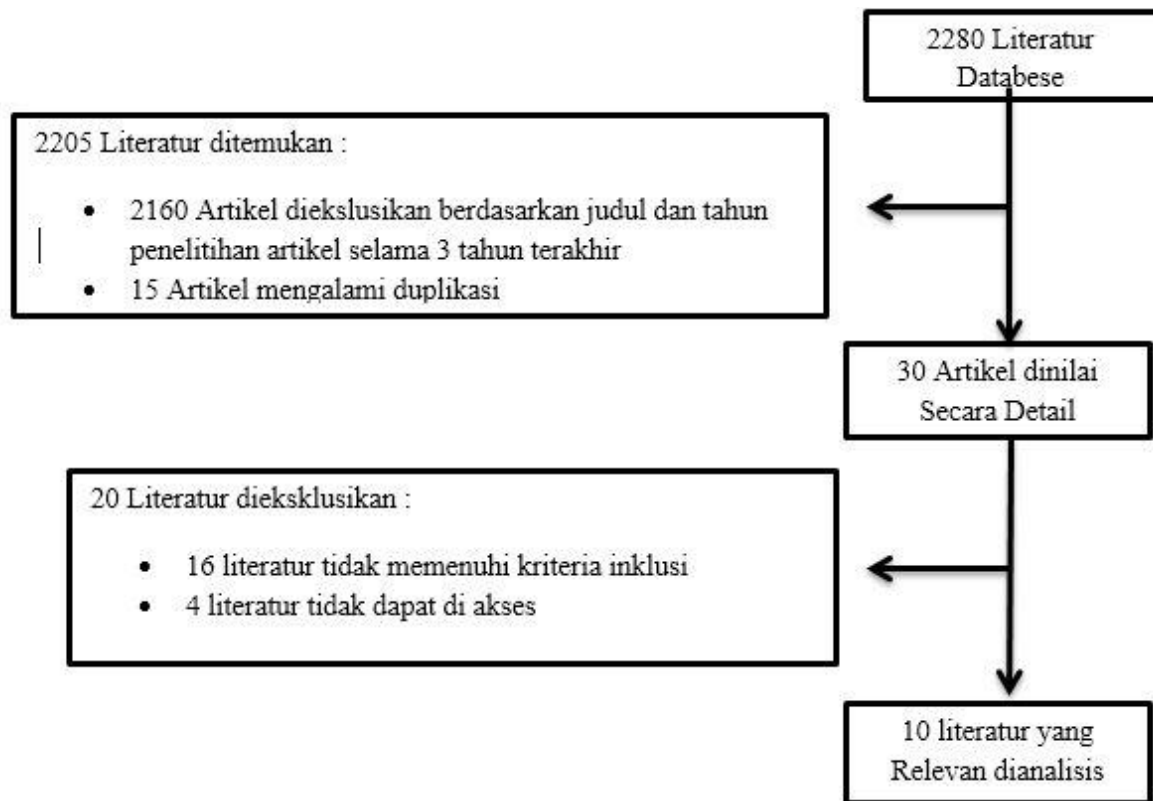 2280 Literatur
Databese
2205 Literatur ditemukan :
• 2160 Artikel diekslusikan berdasarkan judul dan tahun
penelitihan artikel selama 3 tahun terakhir
• 15 Artikel mengalami duplikasi
30 Artikel dinilai
Secara Detail
20 Literatur dieksklusikan :
• 16 literatur tidak memenuhi kriteria inklusi
• 4 literatur tidak dapat di akses
10 literatur yang
Relevan dianalisis